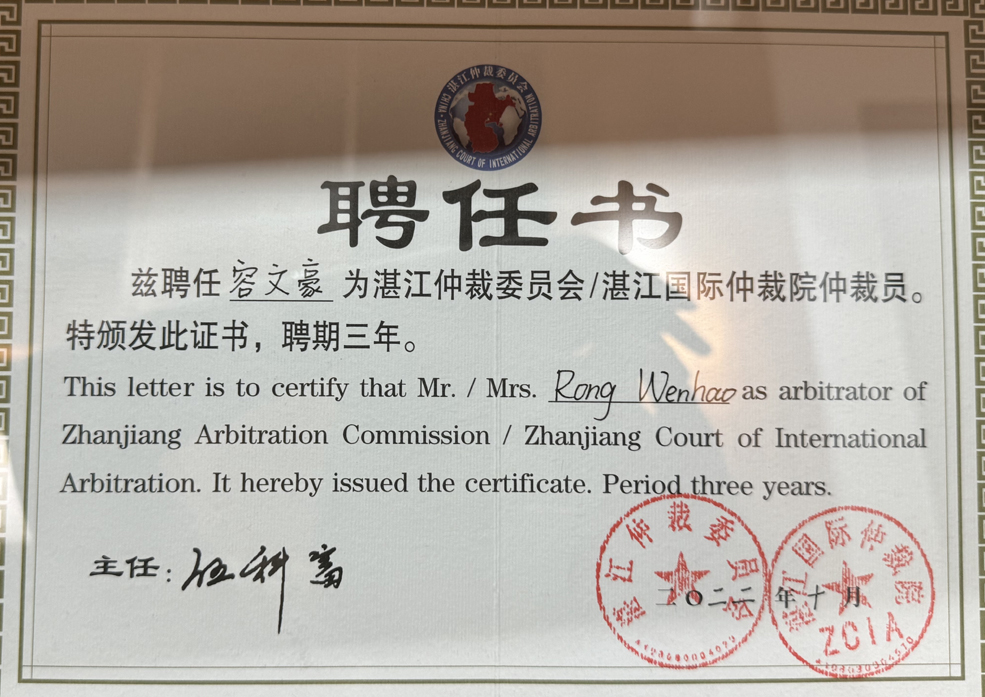 湛江仲裁委员会
CHINA·ZHANJIANG COURT OF INTERNATIONAL ARBITRATION
聘任书
兹聘任 容文豪 为湛江仲裁委员会/湛江国际仲裁院仲裁员。
特颁发此证书，聘期三年。
This letter is to certify that Mr. / Mrs. Rong Wenhao as arbitrator of
Zhanjiang Arbitration Commission / Zhanjiang Court of International
Arbitration. It hereby issued the certificate. Period three years.
主任：伍科富
湛江仲裁委员会
湛江国际仲裁院
二〇二二年十月
ZCIA